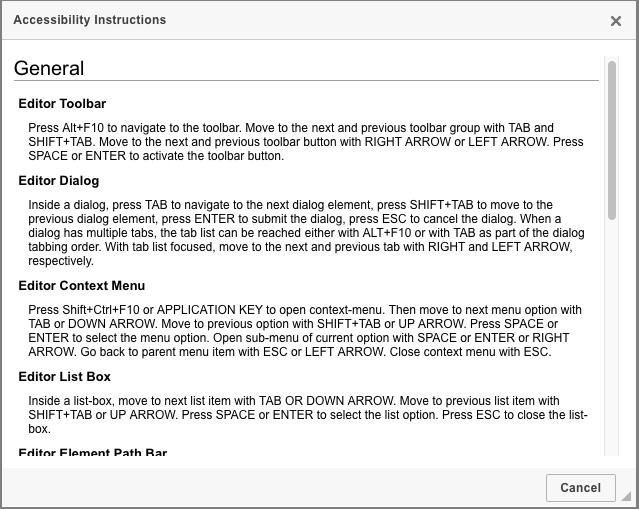 Accessibility Instructions
General
Editor Toolbar
Press Alt+F10 to navigate to the toolbar. Move to the next and previous toolbar group with TAB and
SHIFT+TAB. Move to the next and previous toolbar button with RIGHT ARROW or LEFT ARROW. Press
SPACE or ENTER to activate the toolbar button.
Editor Dialog
Inside a dialog, press TAB to navigate to the next dialog element, press SHIFT+TAB to move to the
previous dialog element, press ENTER to submit the dialog, press ESC to cancel the dialog. When a
dialog has multiple tabs, the tab list can be reached either with ALT+F10 or with TAB as part of the dialog
tabbing order. With tab list focused, move to the next and previous tab with RIGHT and LEFT ARROW,
respectively.
Editor Context Menu
Press Shift+Ctrl+F10 or APPLICATION KEY to open context-menu. Then move to next menu option with
TAB or DOWN ARROW. Move to previous option with SHIFT+TAB or UP ARROW. Press SPACE or
ENTER to select the menu option. Open sub-menu of current option with SPACE or ENTER or RIGHT
ARROW. Go back to parent menu item with ESC or LEFT ARROW. Close context menu with ESC.
Editor List Box
Inside a list-box, move to next list item with TAB OR DOWN ARROW. Move to previous list item with
SHIFT+TAB or UP ARROW. Press SPACE or ENTER to select the list option. Press ESC to close the list-
box.
Editor Element Path Bar
Cancel